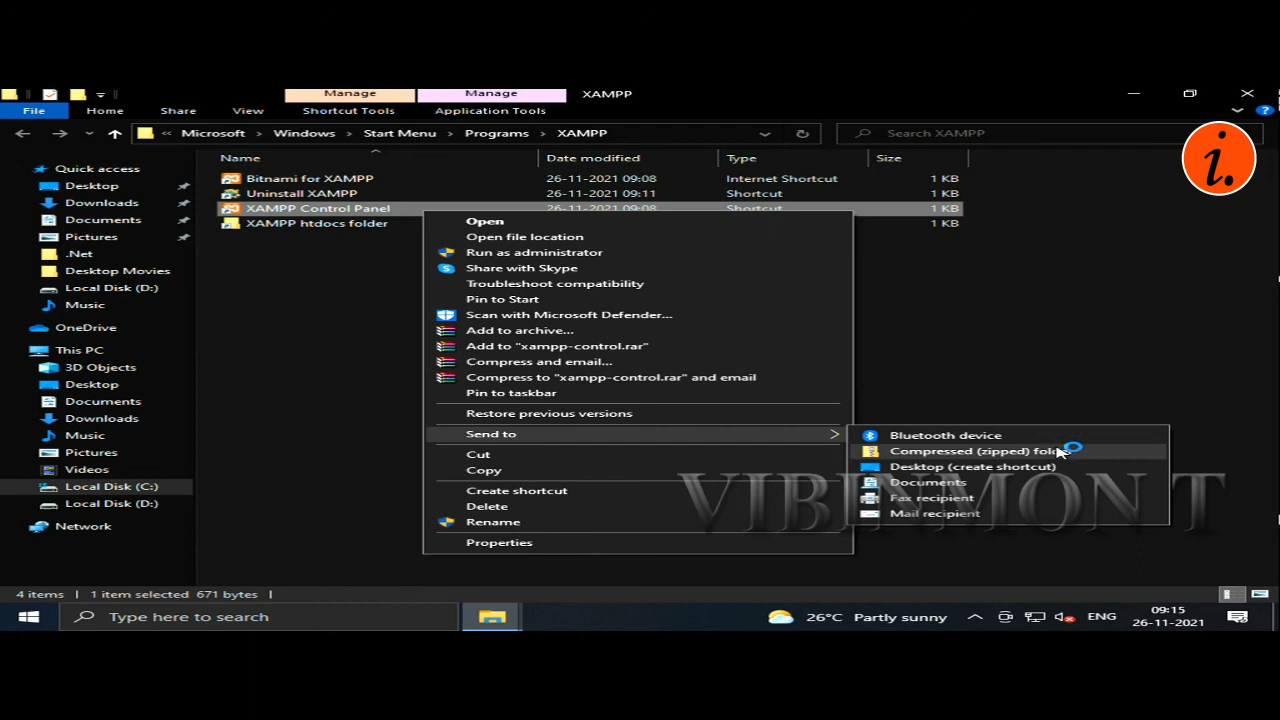 Manage Manage XAMPP
File Home Share View Shortcut Tools Application Tools
« Microsoft > Windows > Start Menu > Programs > XAMPP Search XAMPP
Name Date modified Type Size
Quick access
Desktop
Downloads
Documents
Pictures
.Net
Desktop Movies
Local Disk (D:)
Music
OneDrive
This PC
3D Objects
Desktop
Documents
Downloads
Music
Pictures
Videos
Local Disk (C:)
Local Disk (D:)
Network
Bitnami for XAMPP 26-11-2021 09:08 Internet Shortcut 1 KB
Uninstall XAMPP 26-11-2021 09:11 Shortcut 1 KB
XAMPP Control Panel 26-11-2021 09:08 Shortcut 1 KB
XAMPP htdocs folder 1 KB
Open
Open file location
Run as administrator
Share with Skype
Troubleshoot compatibility
Pin to Start
Scan with Microsoft Defender...
Add to archive...
Add to "xampp-control.rar"
Compress and email...
Compress to "xampp-control.rar" and email
Pin to taskbar
Restore previous versions
Send to
Cut
Copy
Create shortcut
Delete
Rename
Properties
Bluetooth device
Compressed (zipped) folder
Desktop (create shortcut)
Documents
Fax recipient
Mail recipient
VIBINMON T
i.
4 items 1 item selected 671 bytes
Type here to search
26°C Partly sunny ENG
09:15
26-11-2021